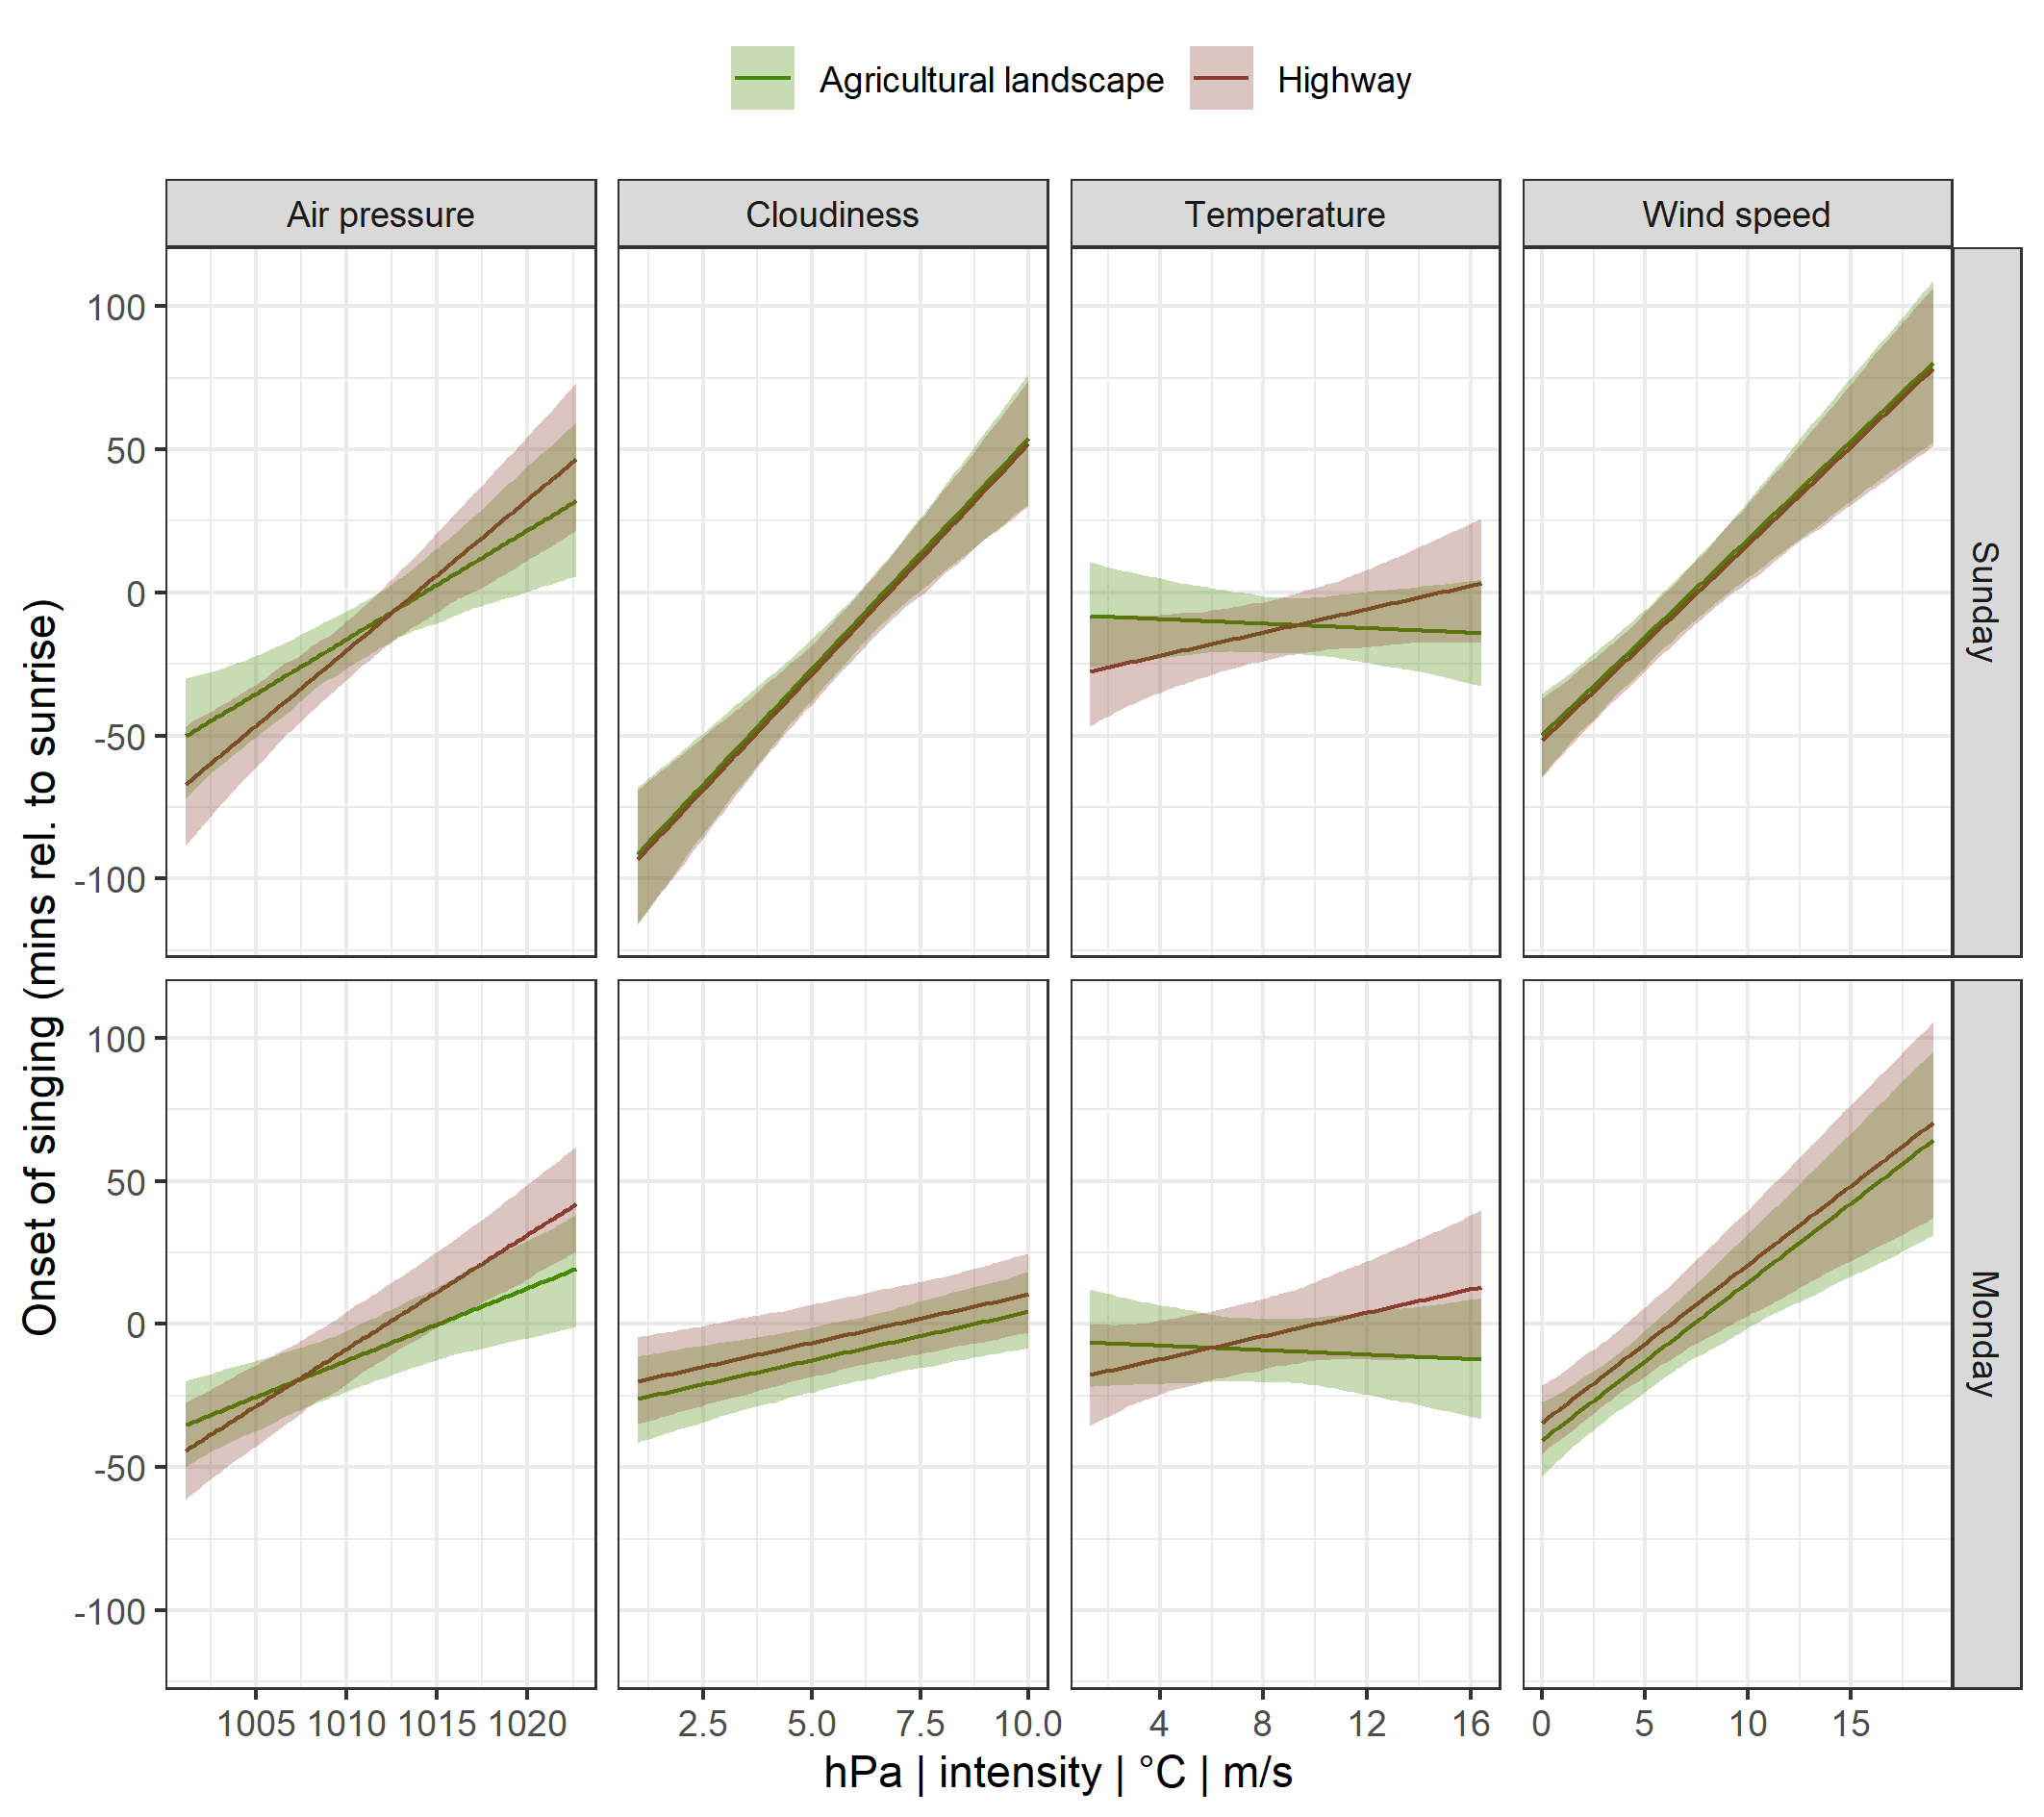 Agricultural landscape Highway
Air pressure Cloudiness Temperature Wind speed
100
50
0
-50
-100
Sunday
100
50
0
-50
-100
Monday
Onset of singing (mins rel. to sunrise)
1005 1010 1015 1020 2.5 5.0 7.5 10.0 4 8 12 16 0 5 10 15
hPa | intensity | °C | m/s